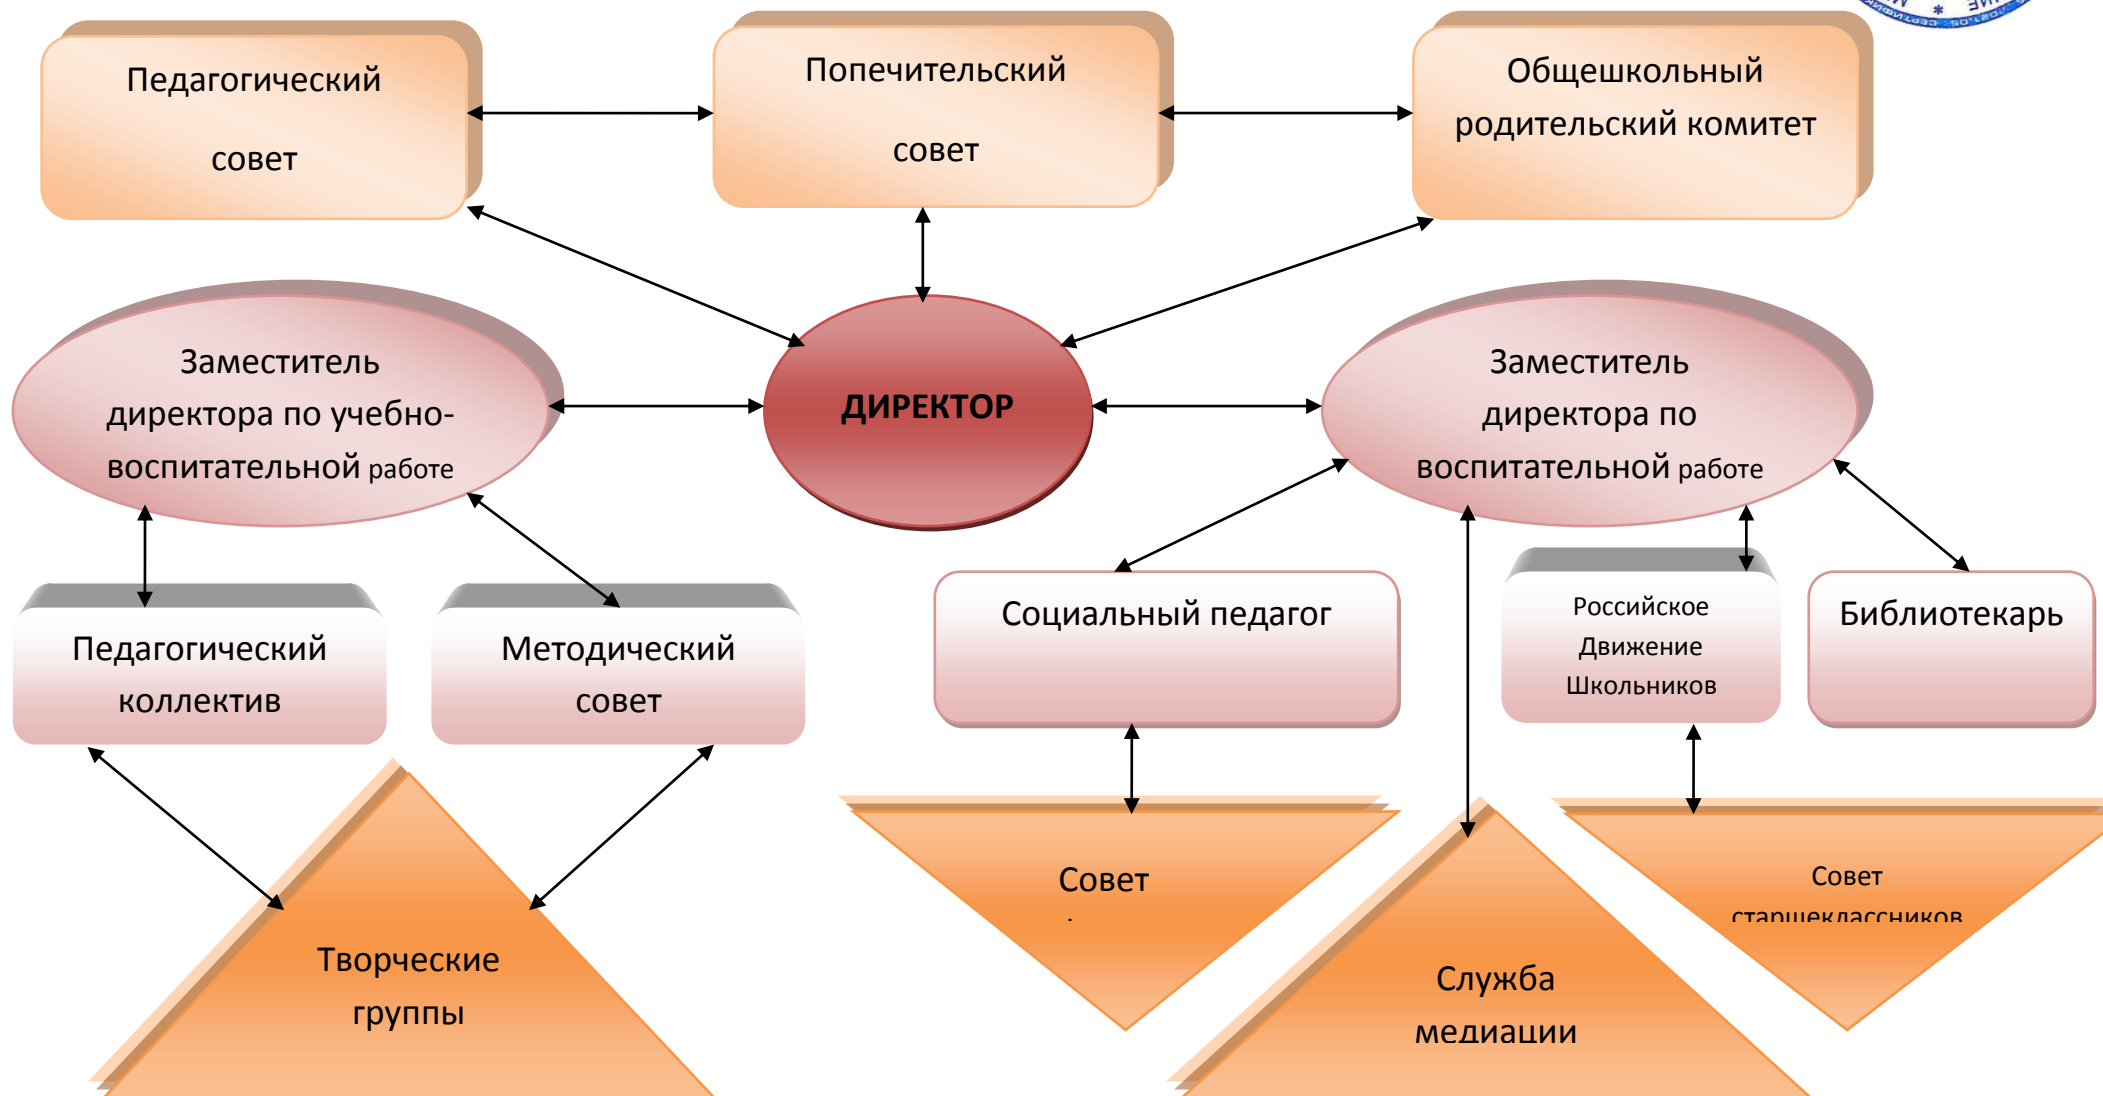 Педагогический
совет
Попечительский
совет
Общешкольный
родительский комитет
Заместитель
директора по учебно-
воспитательной работе
ДИРЕКТОР
Заместитель
директора по
воспитательной работе
Педагогический
коллектив
Методический
совет
Социальный педагог
Российское
Движение
Школьников
Библиотекарь
Творческие
группы
Совет
Служба
медиации
Совет
старшеклассников